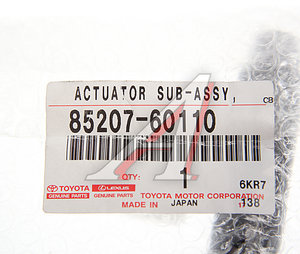 ACTUATOR SUB-ASSY,
CB
85207-60110
QTY: 1
6KR7
TOYOTA LEXUS
GENUINE PARTS GENUINE PARTS
TOYOTA MOTOR CORPORATION
MADE IN JAPAN 138